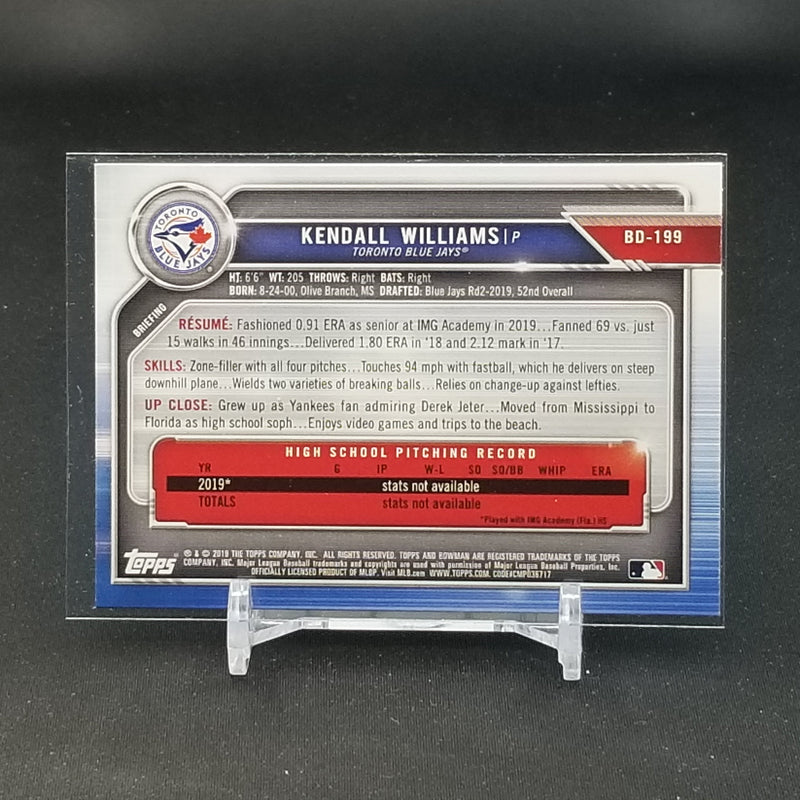 TORONTO
BLUE JAYS
KENDALL WILLIAMS | P
TORONTO BLUE JAYS®
BD-199
HT: 6'6" WT: 205 THROWS: Right BATS: Right
BORN: 8-24-00, Olive Branch, MS DRAFTED: Blue Jays Rd2-2019, 52nd Overall
BRIEFING
RÉSUMÉ: Fashioned 0.91 ERA as senior at IMG Academy in 2019...Fanned 69 vs. just
15 walks in 46 innings...Delivered 1.80 ERA in '18 and 2.12 mark in '17.
SKILLS: Zone-filler with all four pitches...Touches 94 mph with fastball, which he delivers on steep
downhill plane...Wields two varieties of breaking balls...Relies on change-up against lefties.
UP CLOSE: Grew up as Yankees fan admiring Derek Jeter...Moved from Mississippi to
Florida as high school soph...Enjoys video games and trips to the beach.
HIGH SCHOOL PITCHING RECORD
YR G IP W-L SO SO/BB WHIP ERA
2019* stats not available
TOTALS stats not available
*Played with IMG Academy (Fla.) HS
Topps
® & © 2019 THE TOPPS COMPANY, INC. ALL RIGHTS RESERVED. TOPPS AND BOWMAN ARE REGISTERED TRADEMARKS OF THE TOPPS
COMPANY, INC. Major League Baseball trademarks and copyrights are used with permission of Major League Baseball Properties, Inc.
OFFICIALLY LICENSED PRODUCT OF MLBP. Visit MLB.com WWW.TOPPS.COM. CODE#CMP036717